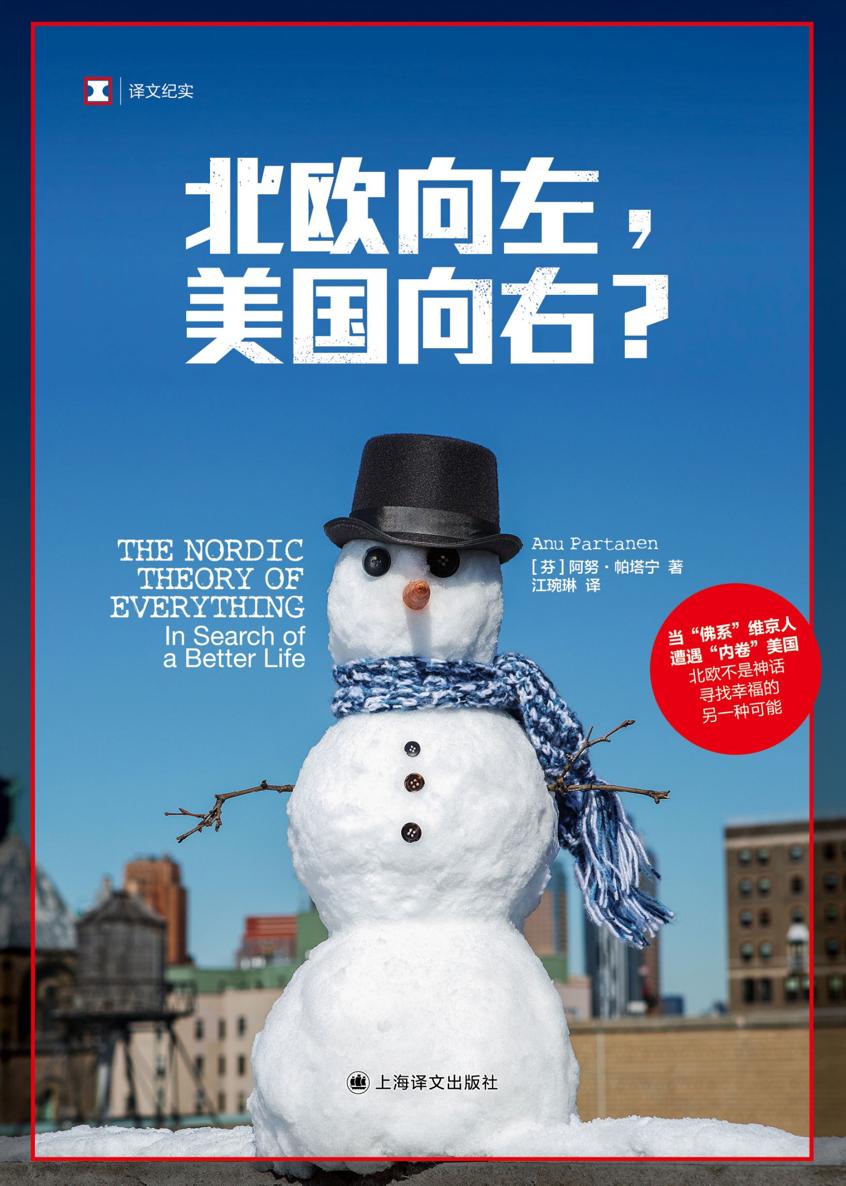 译文纪实
北欧向左，
美国向右？
THE NORDIC
THEORY OF
EVERYTHING
In Search of
a Better Life
Anu Partanen
[芬]阿努·帕塔宁 著
江琬琳 译
当“佛系”维京人
遭遇“内卷”美国
北欧不是神话
寻找幸福的
另一种可能
上海译文出版社